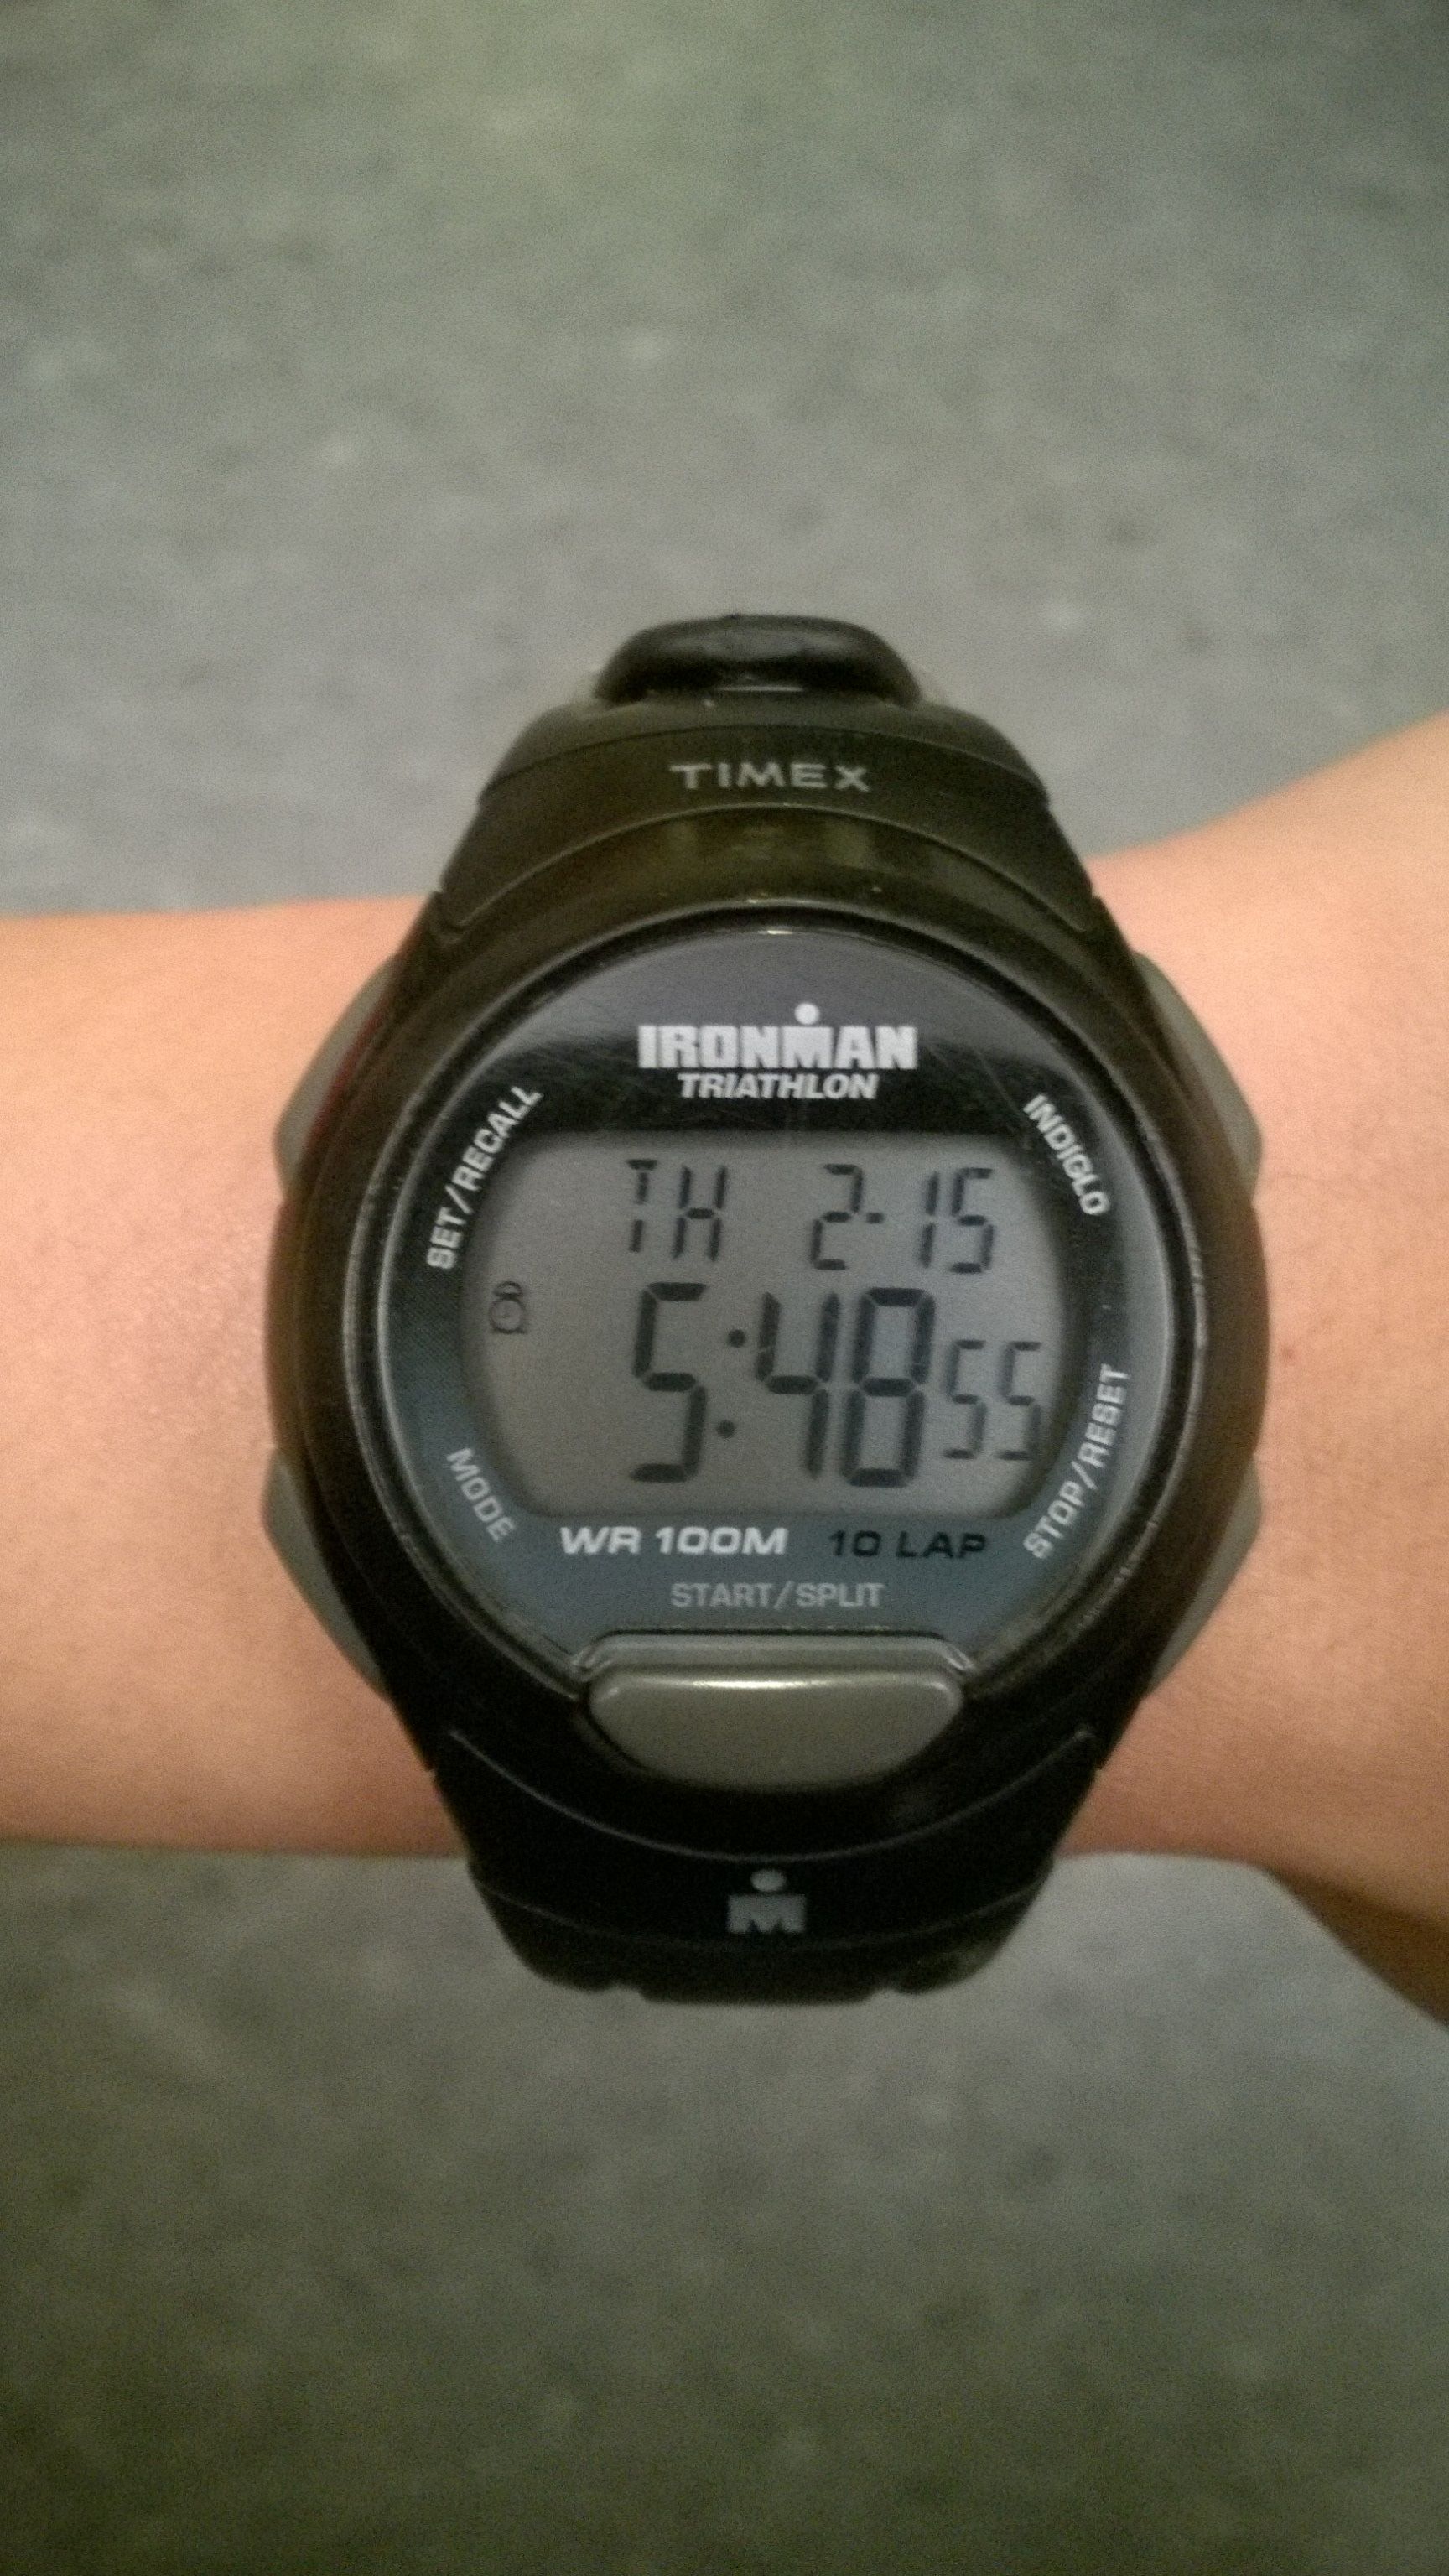 TIMEX
IRONMAN
TRIATHLON
SET/RECALL
INDIGLO
TH 2-15
5:48 55
MODE
STOP/RESET
WR 100M 10 LAP
START/SPLIT